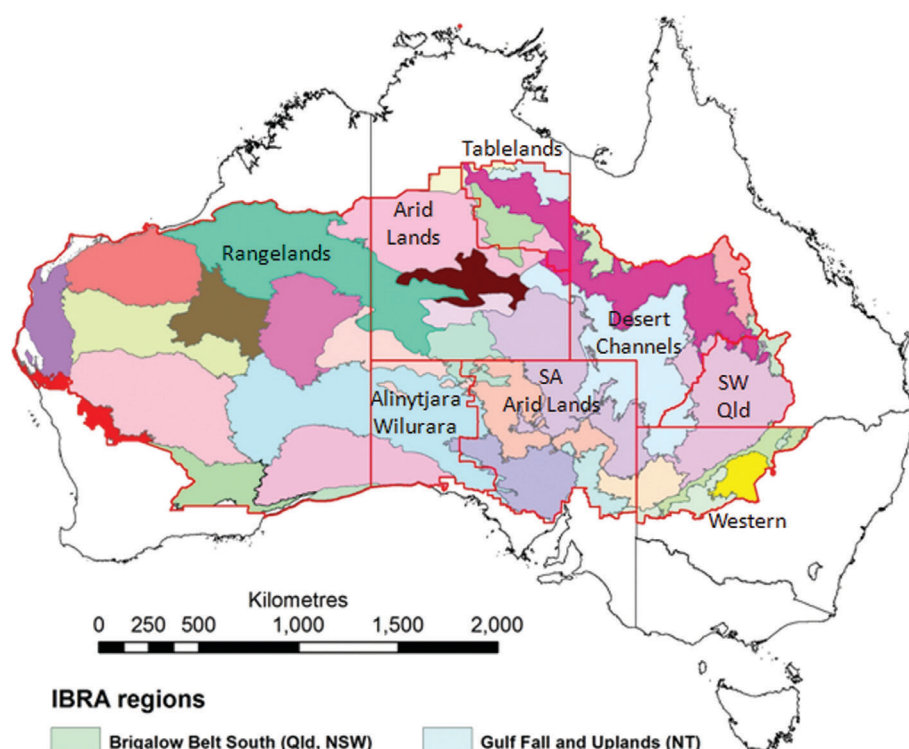 Tablelands
Arid
Lands
Rangelands
Desert
Channels
SA
Arid Lands
SW
Qld
Alinytjara
Wilurara
Western
Kilometres
0 250 500 1,000 1,500 2,000
IBRA regions
Brigalow Belt South (Qld, NSW)
Gulf Fall and Uplands (NT)